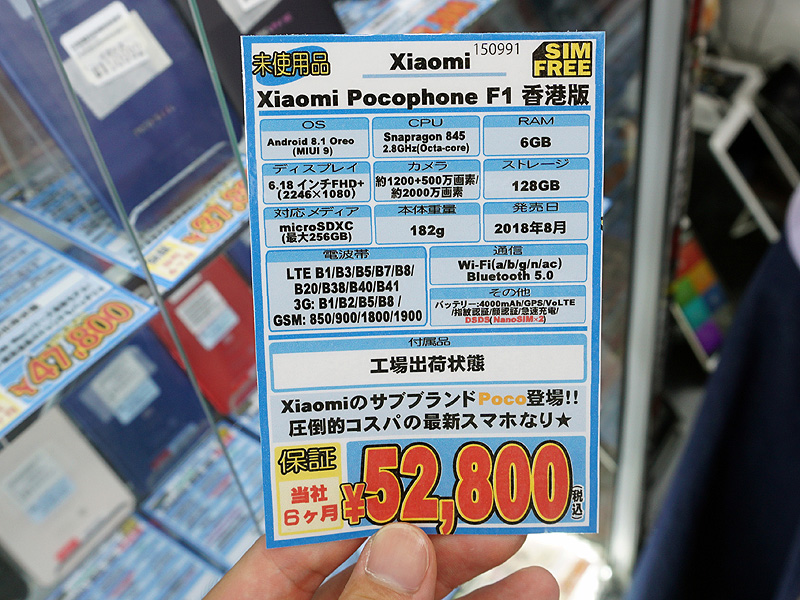 未使用品
Xiaomi
150991
SIM
FREE
Xiaomi Pocophone F1 香港版
OS
Android 8.1 Oreo
(MIUI 9)
CPU
Snapragon 845
2.8GHz(Octa-core)
RAM
6GB
ディスプレイ
6.18 インチFHD+
(2246×1080)
カメラ
約1200+500万画素/
約2000万画素
ストレージ
128GB
対応メディア
microSDXC
(最大256GB)
本体重量
182g
発売日
2018年8月
電波帯
LTE B1/B3/B5/B7/B8/
B20/B38/B40/B41
3G: B1/B2/B5/B8 /
GSM: 850/900/1800/1900
通信
Wi-Fi(a/b/g/n/ac)
Bluetooth 5.0
その他
バッテリー:4000mAh/GPS/VoLTE
/指紋認証/顔認証/急速充電/
DSDS(NanoSIM×2)
付属品
工場出荷状態
XiaomiのサブブランドPoco登場!!
圧倒的コスパの最新スマホなり★
保証
当社
6ヶ月
¥52,800
(税込)